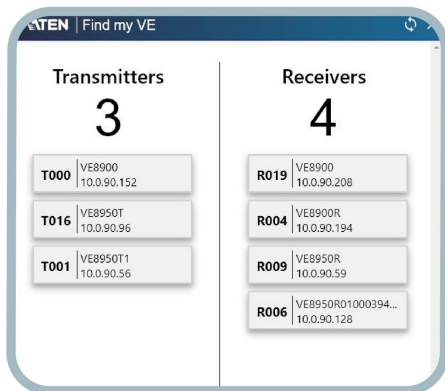 ATEN Find my VE
Transmitters
3
T000 VE8900
10.0.90.152
T016 VE8950T
10.0.90.96
T001 VE8950T1
10.0.90.56
Receivers
4
R019 VE8900
10.0.90.208
R004 VE8900R
10.0.90.194
R009 VE8950R
10.0.90.59
R006 VE8950R01000394...
10.0.90.128